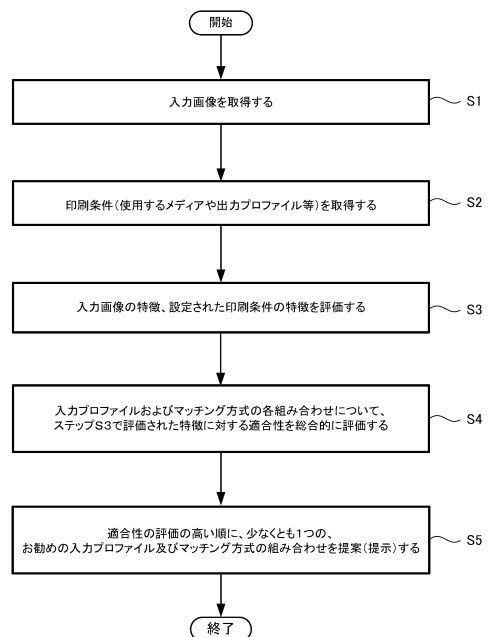 開始
入力画像を取得する
S1
印刷条件(使用するメディアや出力プロファイル等)を取得する
S2
入力画像の特徴、設定された印刷条件の特徴を評価する
S3
入力プロファイルおよびマッチング方式の各組み合わせについて、
ステップS3で評価された特徴に対する適合性を総合的に評価する
S4
適合性の評価の高い順に、少なくとも1つの、
お勧めの入力プロファイル及びマッチング方式の組み合わせを提案(提示)する
S5
終了